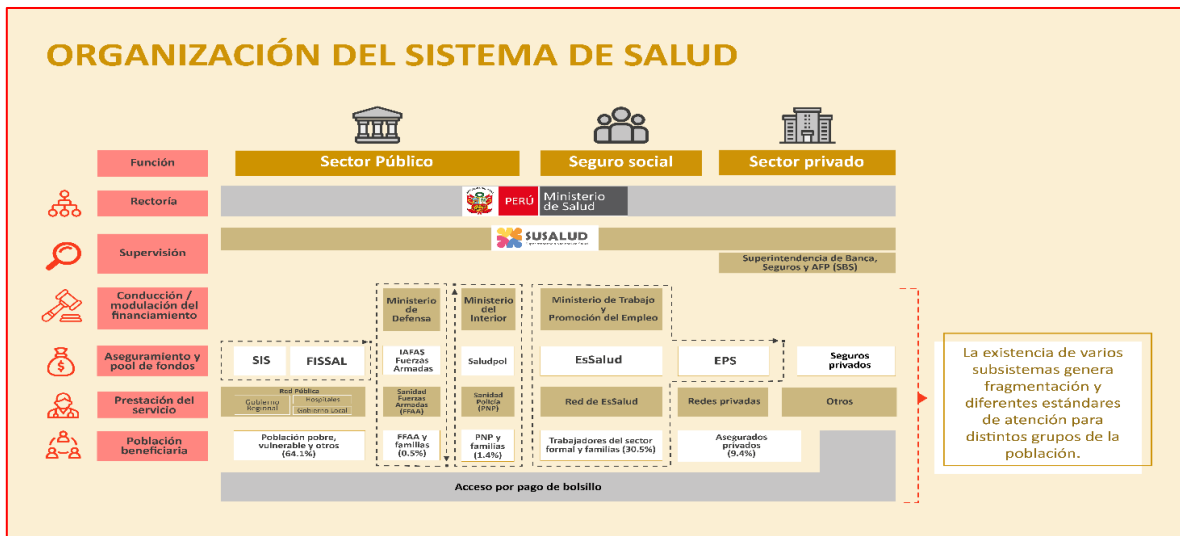 ORGANIZACIÓN DEL SISTEMA DE SALUD
Función
Sector Público
Seguro social
Sector privado
Rectoría
PERÚ
Ministerio
de Salud
Supervisión
SUSALUD
Superintendencia de Banca,
Seguros y AFP (SBS)
Conducción /
modulación del
financiamiento
Ministerio
de
Defensa
Ministerio
del
Interior
Ministerio de Trabajo
y
Promoción del Empleo
Aseguramiento y
pool de fondos
SIS
FISSAL
IAFAS
Fuerzas
Armadas
Saludpol
EsSalud
EPS
Seguros
privados
Prestación del
servicio
Red Pública
Gobierno
Regional
Hospitales
Gobierno Local
Sanidad
Fuerzas
Armadas
(FFAA)
Sanidad
Policía
(PNP)
Red de EsSalud
Redes privadas
Otros
Población
beneficiaria
Población pobre,
vulnerable y otros
(64.1%)
FFAA y
familias
(0.5%)
PNP y
familias
(1.4%)
Trabajadores del sector
formal y familias (30.5%)
Asegurados
privados
(9.4%)
Acceso por pago de bolsillo
La existencia de varios
subsistemas genera
fragmentación y
diferentes estándares
de atención para
distintos grupos de la
población.